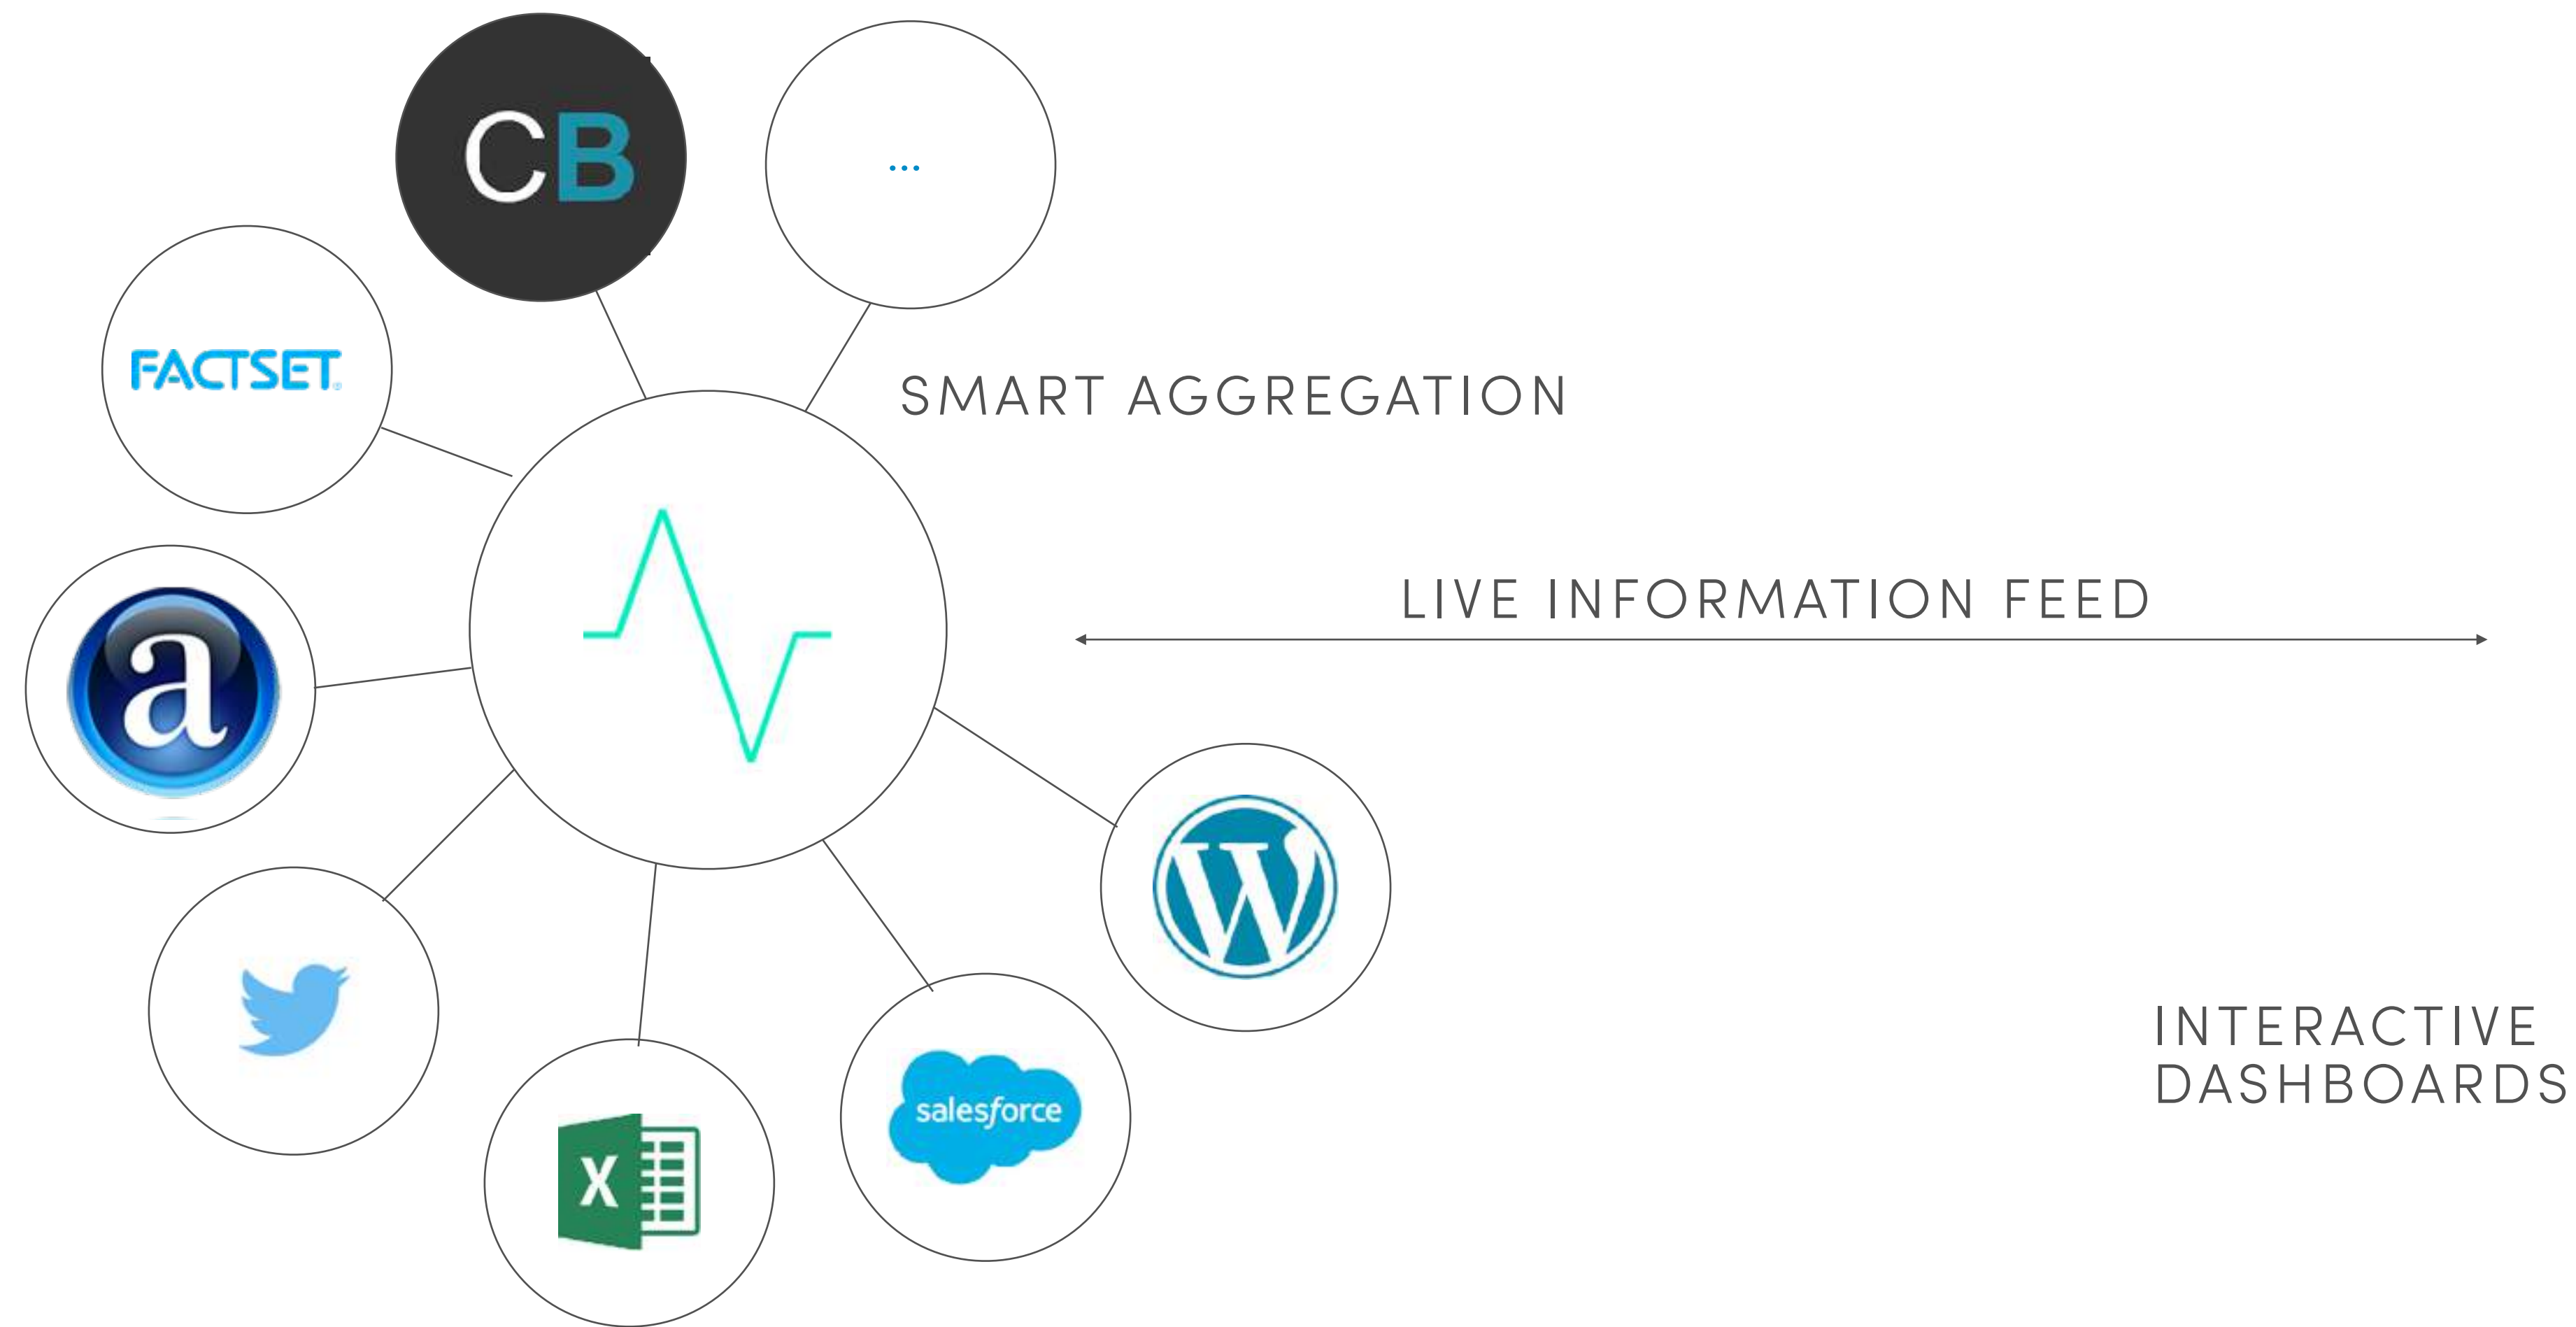 CB
...
FACTSET
SMART AGGREGATION
LIVE INFORMATION FEED
a
W
salesforce
X
INTERACTIVE
DASHBOARDS